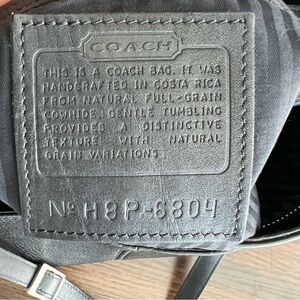 COACH
THIS IS A COACH BAG. IT WAS
HANDCRAFTED IN COSTA RICA
FROM NATURAL FULL-GRAIN
COWHIDE. GENTLE TUMBLING
PROVIDED A DISTINCTIVE
TEXTURE WITH NATURAL
GRAIN VARIATIONS
Nº H8P-6804